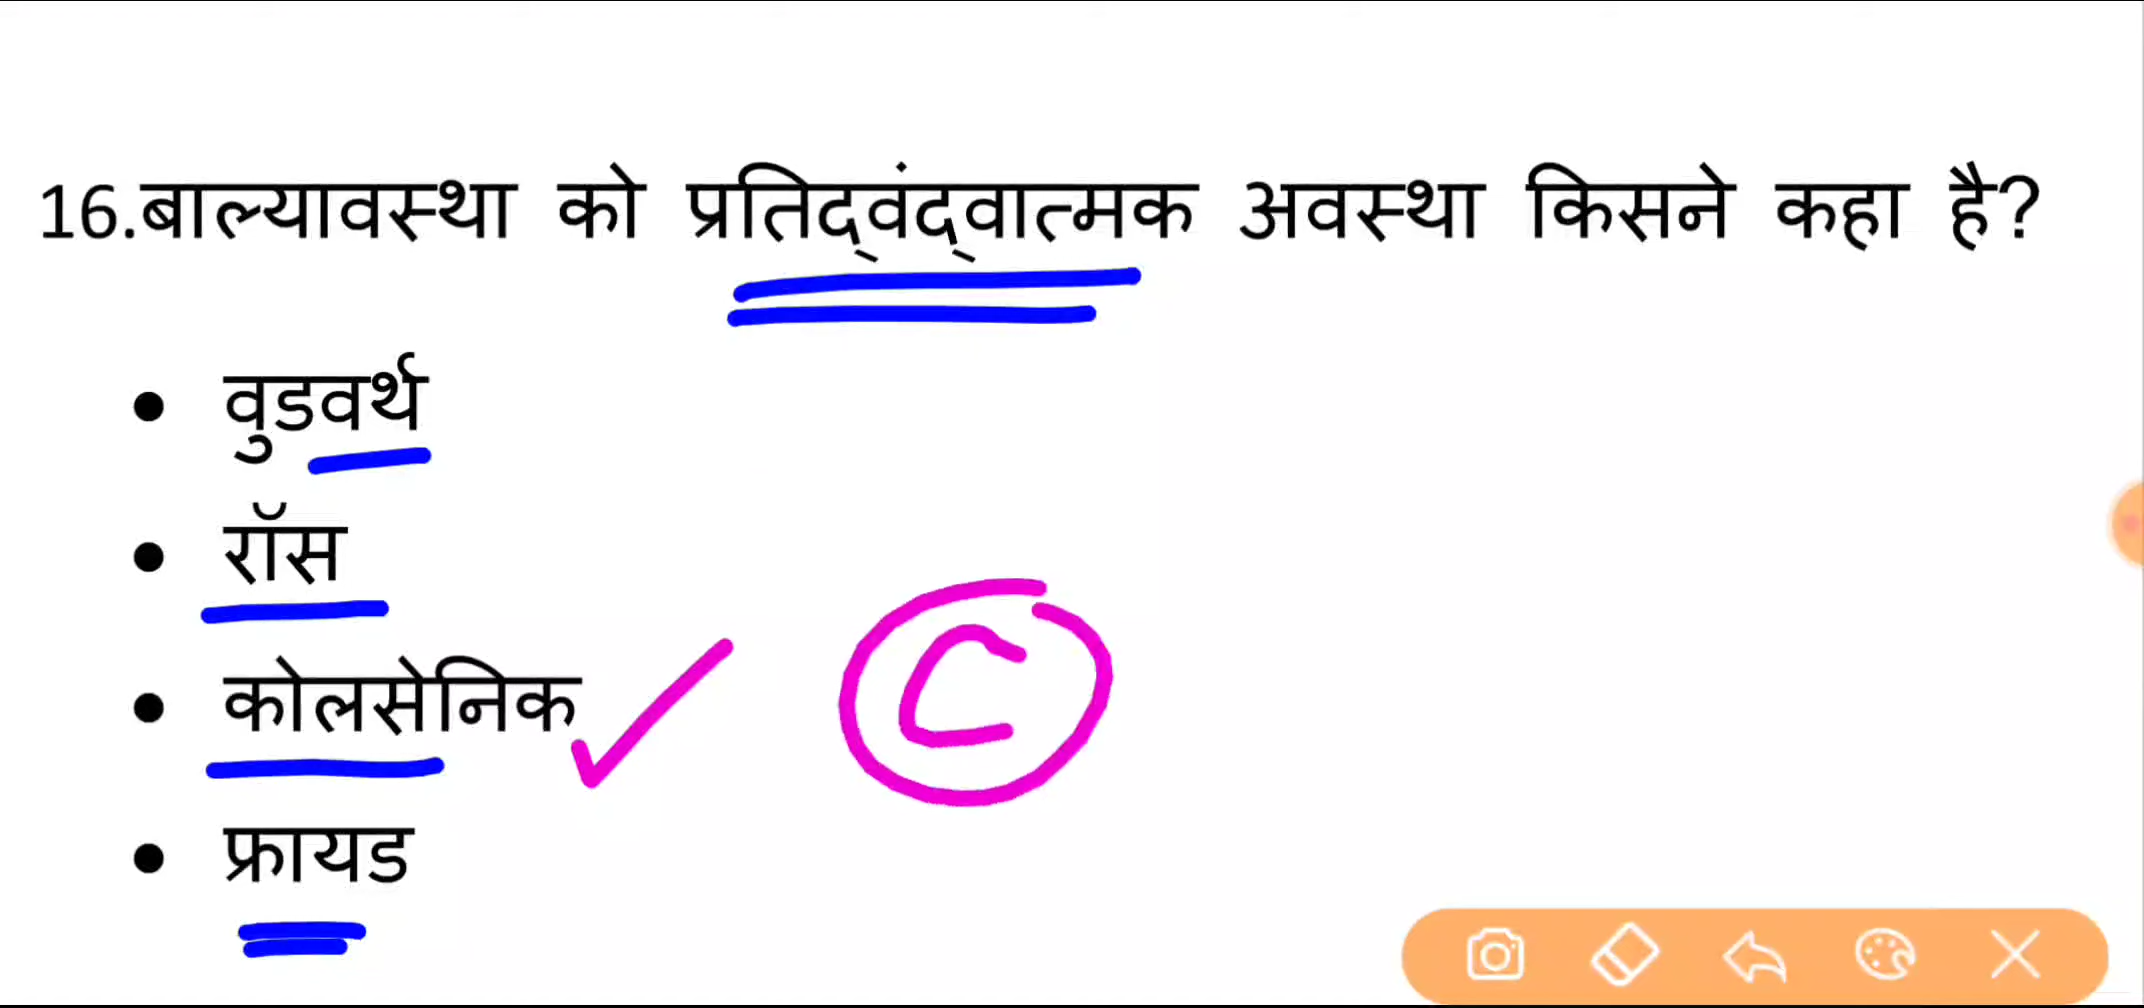 16.बाल्यावस्था को प्रतिद्वंद्वात्मक अवस्था किसने कहा है?
• वुडवर्थ
• रॉस
• कोलसेनिक
C
• फ्रायड